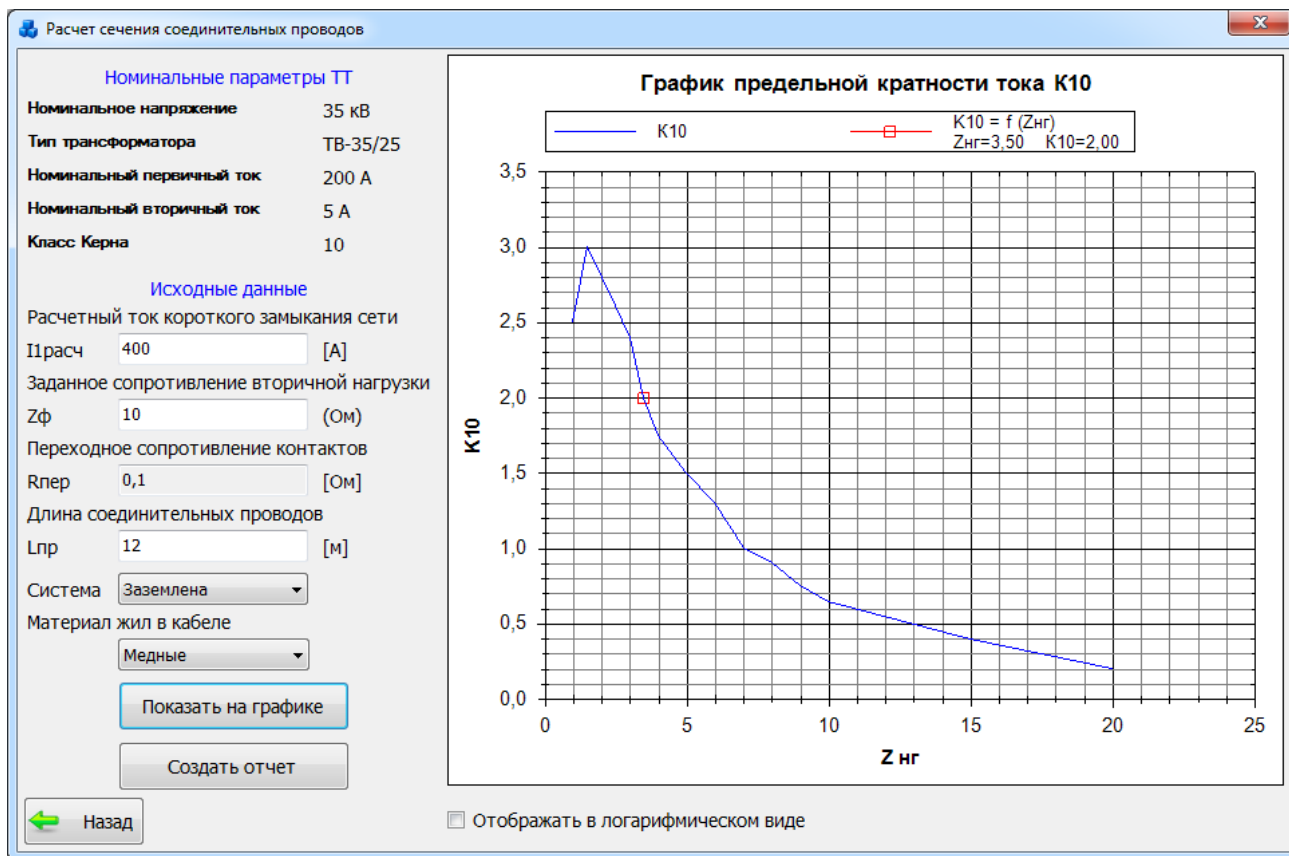 Расчет сечения соединительных проводов
Номинальные параметры ТТ
Номинальное напряжение 35 кВ
Тип трансформатора ТВ-35/25
Номинальный первичный ток 200 А
Номинальный вторичный ток 5 А
Класс Керна 10
Исходные данные
Расчетный ток короткого замыкания сети
I1расч 400 [А]
Заданное сопротивление вторичной нагрузки
Zф 10 (Ом)
Переходное сопротивление контактов
Rпер 0,1 [Ом]
Длина соединительных проводов
Lпр 12 [м]
Система Заземлена
Материал жил в кабеле
Медные
Показать на графике
Создать отчет
Назад
График предельной кратности тока К10
К10
K10 = f (Zнг)
Zнг=3,50 K10=2,00
3,5
3,0
2,5
2,0
1,5
1,0
0,5
0,0
К10
0 5 10 15 20 25
Z нг
Отображать в логарифмическом виде